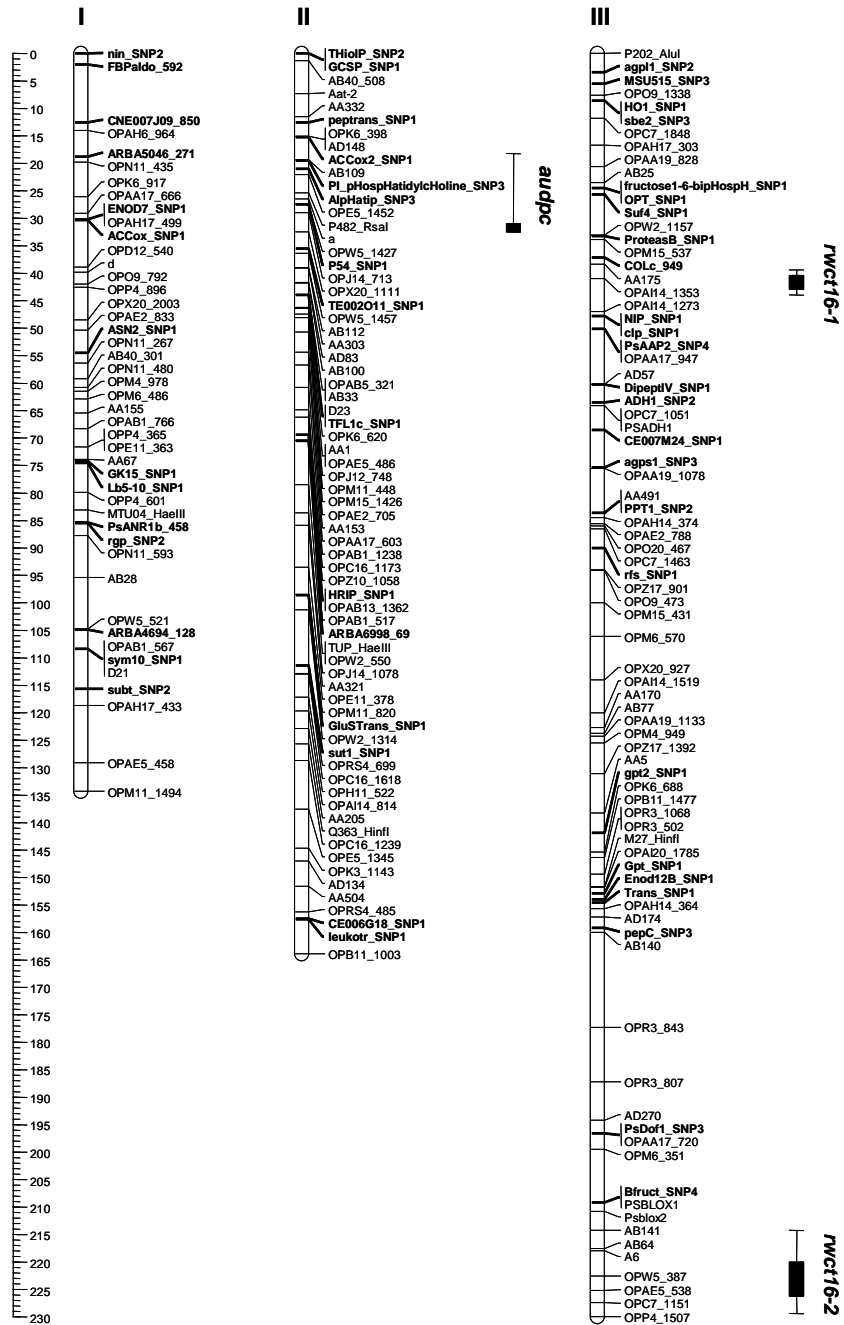 I
II
III
0
5
10
15
20
25
30
35
40
45
50
55
60
65
70
75
80
85
90
95
100
105
110
115
120
125
130
135
140
145
150
155
160
165
170
175
180
185
190
195
200
205
210
215
220
225
230
nin_SNP2
FBPaldo_592
CNE007J09_850
OPAH6_964
ARBA5046_271
OPN11_435
OPK6_917
OPAA17_666
ENOD7_SNP1
OPAH17_499
ACCox_SNP1
OPD12_540
d
OPO9_792
OPP4_896
OPX20_2003
OPAE2_833
ASN2_SNP1
OPN11_267
AB40_301
OPN11_480
OPM4_978
OPM6_486
AA155
OPAB1_766
OPP4_365
OPE11_363
AA67
GK15_SNP1
Lb5-10_SNP1
OPP4_601
MTU04_HaeIII
PsANR1b_458
rgp_SNP2
OPN11_593
AB28
OPW5_521
ARBA4694_128
OPAB1_567
sym10_SNP1
D21
subt_SNP2
OPAH17_433
OPAE5_458
OPM11_1494
THiolP_SNP2
GCSP_SNP1
AB40_508
Aat-2
AA332
peptrans_SNP1
OPK6_398
AD148
ACCox2_SNP1
AB109
PI_pHospHatidylcHoline_SNP3
AlpHatip_SNP3
OPE5_1452
P482_RsaI
a
OPW5_1427
P54_SNP1
OPJ14_713
OPX20_1111
TE002O11_SNP1
OPW5_1457
AB112
AA303
AD83
AB100
OPAB5_321
AB33
D23
TFL1c_SNP1
OPK6_620
AA1
OPAE5_486
OPJ12_748
OPM11_448
OPM15_1426
OPAE2_705
AA153
OPAA17_603
OPAB1_1238
OPC16_1173
OPZ10_1058
HRIP_SNP1
OPAB13_1362
OPAB1_517
ARBA6998_69
TUP_HaeIII
OPW2_550
OPJ14_1078
AA321
OPE11_378
OPM11_820
GluSTrans_SNP1
OPW2_1314
sut1_SNP1
OPRS4_699
OPC16_1618
OPH11_522
OPAI14_814
AA205
Q363_HinfI
OPC16_1239
OPE5_1345
OPK3_1143
AD134
AA504
OPRS4_485
CE006G18_SNP1
leukotr_SNP1
OPB11_1003
audpc
P202_AluI
agpl1_SNP2
MSU515_SNP3
OPO9_1338
HO1_SNP1
sbe2_SNP3
OPC7_1848
OPAH17_303
OPAA19_828
AB25
fructose1-6-bipHospH_SNP1
OPT_SNP1
Suf4_SNP1
OPW2_1157
ProteasB_SNP1
OPM15_537
COLc_949
AA175
OPAI14_1353
OPAI14_1273
NIP_SNP1
clp_SNP1
PsAAP2_SNP4
OPAA17_947
AD57
DipeptIV_SNP1
ADH1_SNP2
OPC7_1051
PSADH1
CE007M24_SNP1
agps1_SNP3
OPAA19_1078
AA491
PPT1_SNP2
OPAH14_374
OPAE2_788
OPO20_467
OPC7_1463
rfs_SNP1
OPZ17_901
OPO9_473
OPM15_431
OPM6_570
OPX20_927
OPAI14_1519
AA170
AB77
OPAA19_1133
OPM4_949
OPZ17_1392
AA5
gpt2_SNP1
OPK6_688
OPB11_1477
OPR3_1068
OPR3_502
M27_HinfI
OPAI20_1785
Gpt_SNP1
Enod12B_SNP1
Trans_SNP1
OPAH14_364
AD174
pepC_SNP3
AB140
OPR3_843
OPR3_807
AD270
PsDof1_SNP3
OPAA17_720
OPM6_351
Bfruct_SNP4
PSBLOX1
Psblox2
AB141
AB64
A6
OPW5_387
OPAE5_538
OPC7_1151
OPP4_1507
rwct16-1
rwct16-2